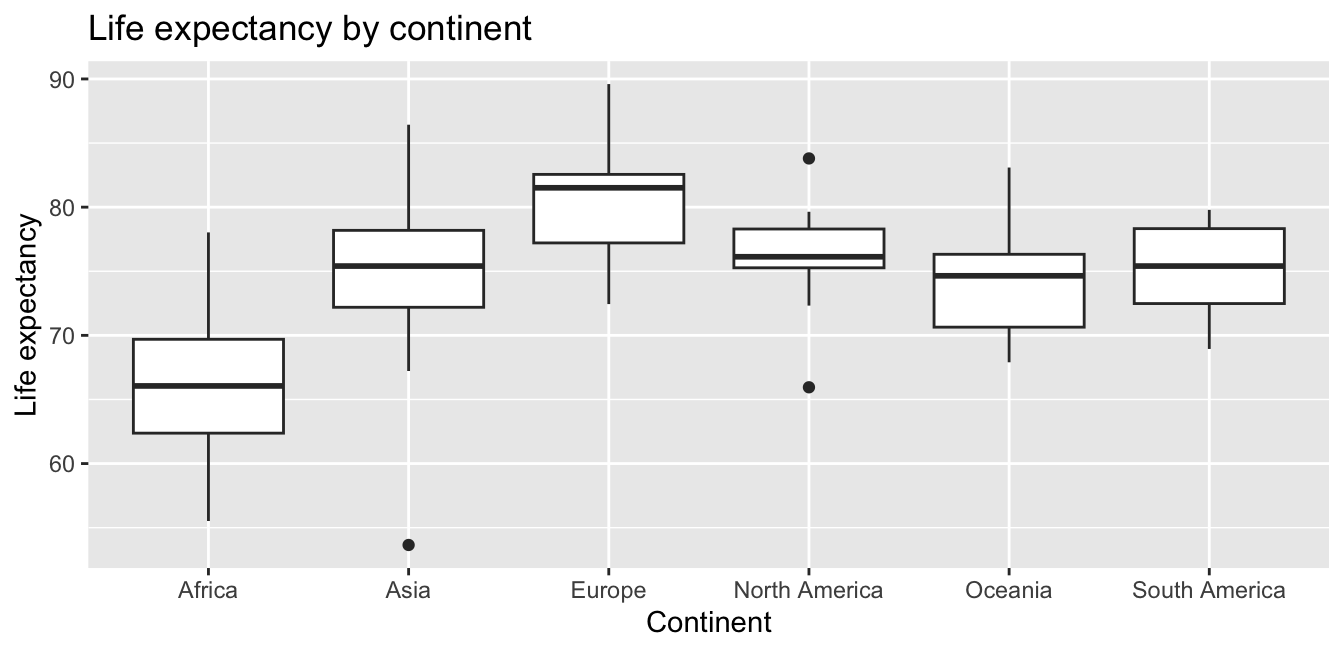 Life expectancy by continent
90
80
70
60
Life expectancy
Africa Asia Europe North America Oceania South America
Continent